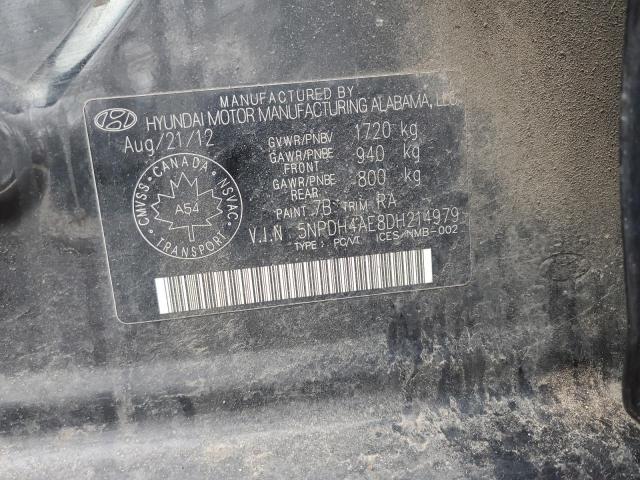 MANUFACTURED BY
HYUNDAI MOTOR MANUFACTURING ALABAMA, LLC
Aug/21/12
GVWR/PNBV 1720 kg
GAWR/PNBE FRONT 940 kg
GAWR/PNBE REAR 800 kg
PAINT 7B TRIM RA
V.I.N 5NPDH4AE8DH214979
TYPE : PC/VT ICES/NMB-002
CMVSS · CANADA · NSVAC
A54
TRANSPORT